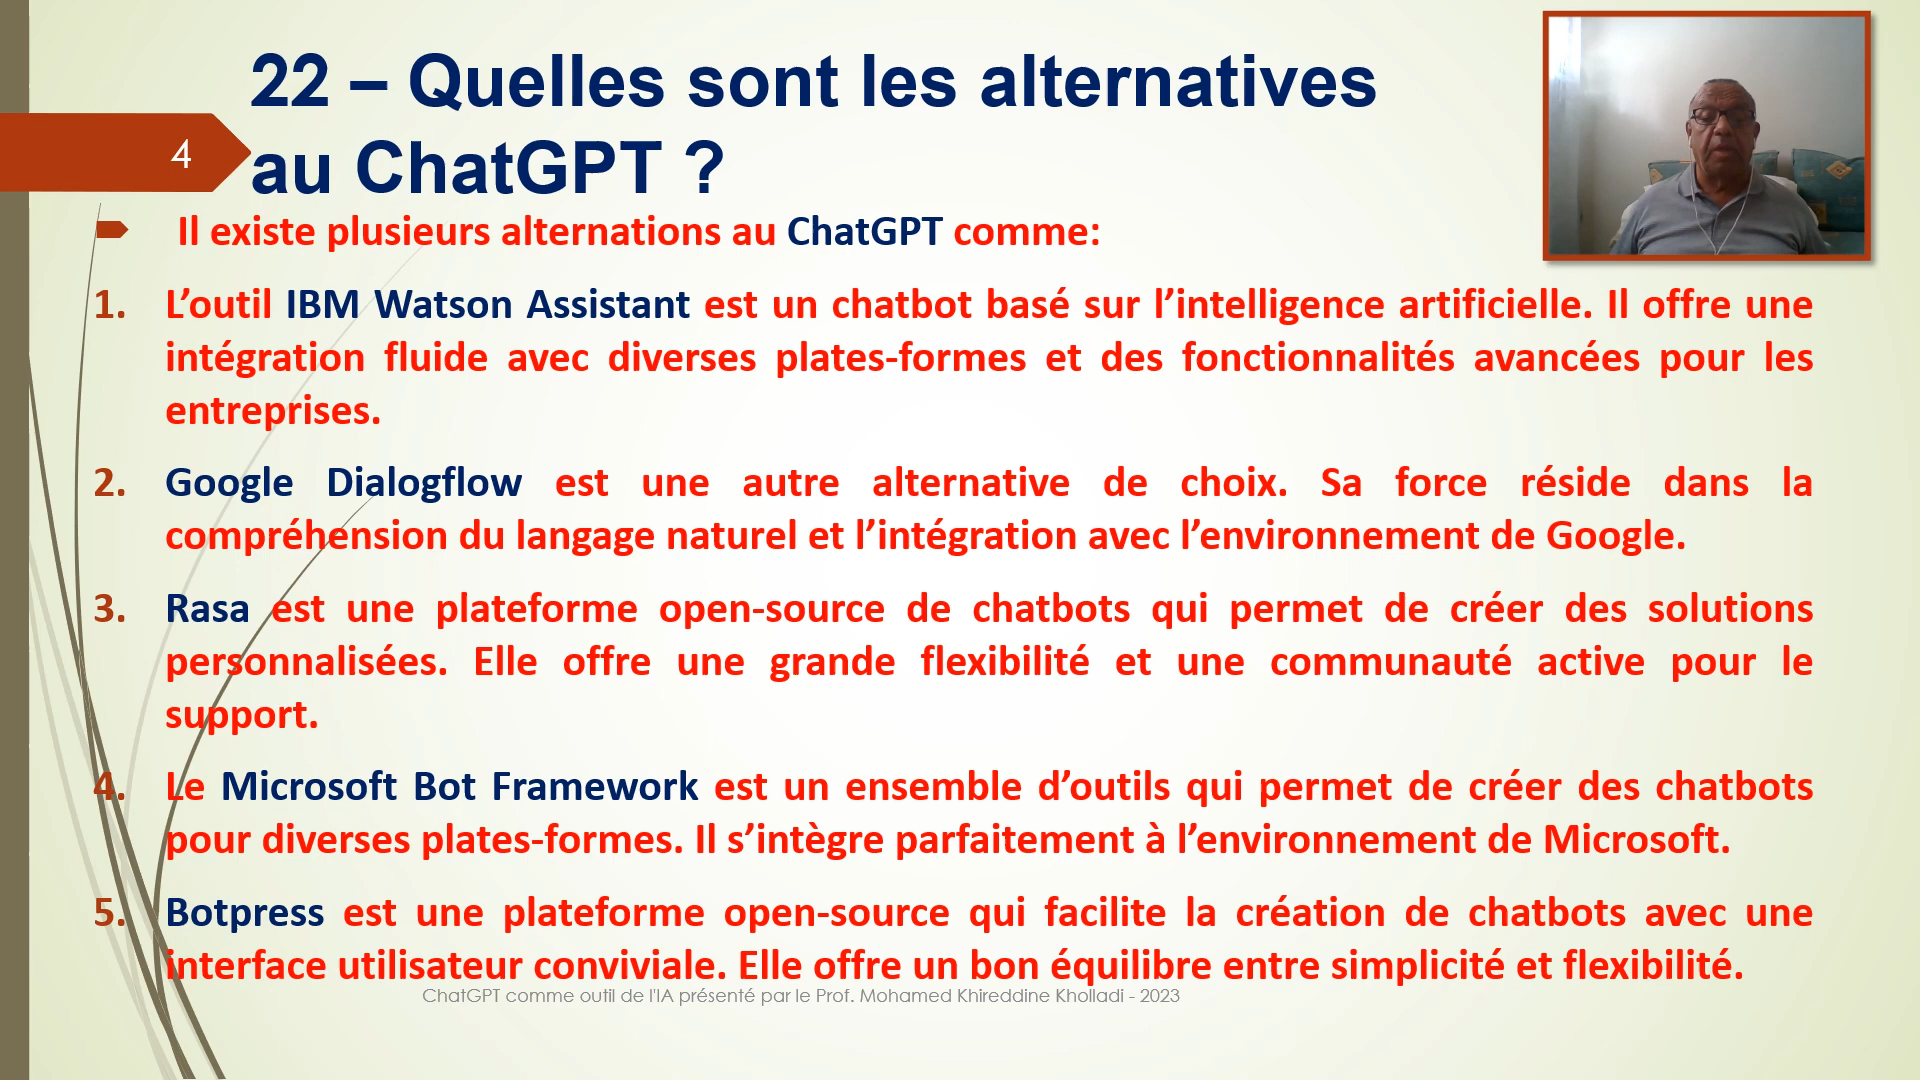 22 – Quelles sont les alternatives
au ChatGPT ?
4
Il existe plusieurs alternations au ChatGPT comme:
1. L’outil IBM Watson Assistant est un chatbot basé sur l’intelligence artificielle. Il offre une
intégration fluide avec diverses plates-formes et des fonctionnalités avancées pour les
entreprises.
2. Google Dialogflow est une autre alternative de choix. Sa force réside dans la
compréhension du langage naturel et l’intégration avec l’environnement de Google.
3. Rasa est une plateforme open-source de chatbots qui permet de créer des solutions
personnalisées. Elle offre une grande flexibilité et une communauté active pour le
support.
4. Le Microsoft Bot Framework est un ensemble d’outils qui permet de créer des chatbots
pour diverses plates-formes. Il s’intègre parfaitement à l’environnement de Microsoft.
5. Botpress est une plateforme open-source qui facilite la création de chatbots avec une
interface utilisateur conviviale. Elle offre un bon équilibre entre simplicité et flexibilité.
ChatGPT comme outil de l'IA présenté par le Prof. Mohamed Khireddine Kholladi - 2023